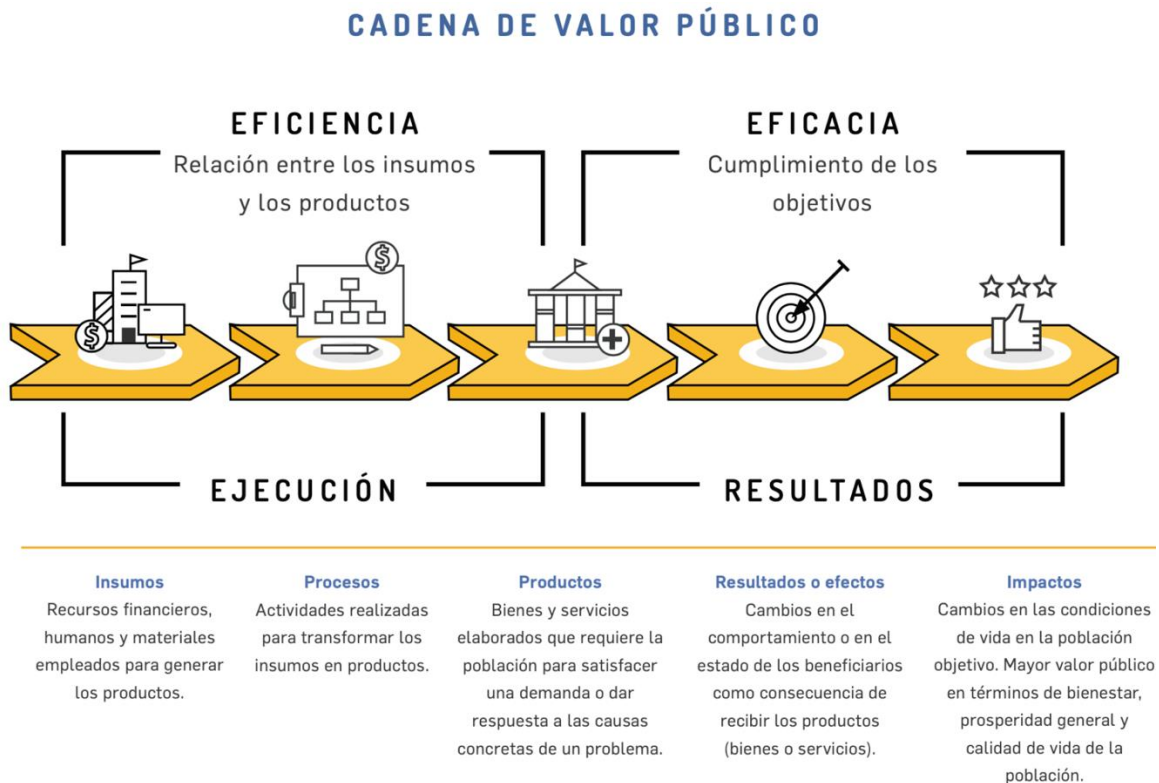 CADENA DE VALOR PÚBLICO
EFICIENCIA
Relación entre los insumos
y los productos
EFICACIA
Cumplimiento de los
objetivos
$
$
EJECUCIÓN
RESULTADOS
Insumos
Recursos financieros,
humanos y materiales
empleados para generar
los productos.
Procesos
Actividades realizadas
para transformar los
insumos en productos.
Productos
Bienes y servicios
elaborados que requiere la
población para satisfacer
una demanda o dar
respuesta a las causas
concretas de un problema.
Resultados o efectos
Cambios en el
comportamiento o en el
estado de los beneficiarios
como consecuencia de
recibir los productos
(bienes o servicios).
Impactos
Cambios en las condiciones
de vida en la población
objetivo. Mayor valor público
en términos de bienestar,
prosperidad general y
calidad de vida de la
población.